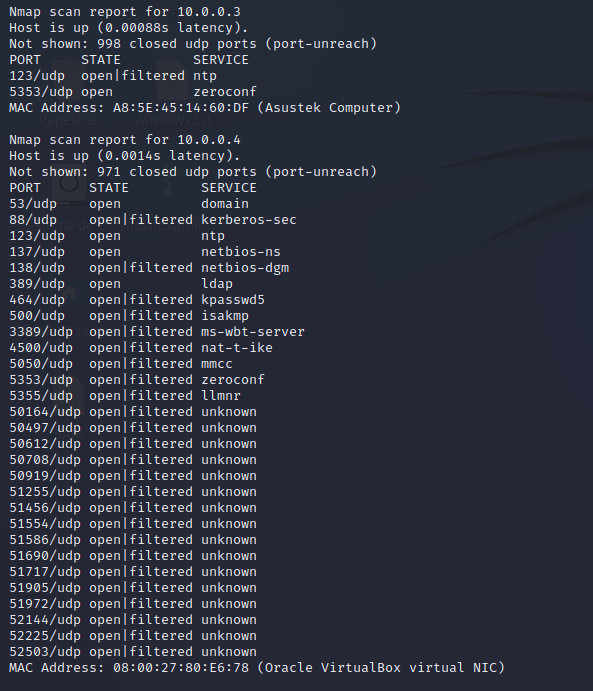 Nmap scan report for 10.0.0.3
Host is up (0.00088s latency).
Not shown: 998 closed udp ports (port-unreach)
PORT     STATE         SERVICE
123/udp  open|filtered ntp
5353/udp open          zeroconf
MAC Address: A8:5E:45:14:60:DF (Asustek Computer)

Nmap scan report for 10.0.0.4
Host is up (0.0014s latency).
Not shown: 971 closed udp ports (port-unreach)
PORT      STATE         SERVICE
53/udp    open          domain
88/udp    open|filtered kerberos-sec
123/udp   open          ntp
137/udp   open          netbios-ns
138/udp   open|filtered netbios-dgm
389/udp   open          ldap
464/udp   open|filtered kpasswd5
500/udp   open|filtered isakmp
3389/udp  open|filtered ms-wbt-server
4500/udp  open|filtered nat-t-ike
5050/udp  open|filtered mmcc
5353/udp  open|filtered zeroconf
5355/udp  open|filtered llmnr
50164/udp open|filtered unknown
50497/udp open|filtered unknown
50612/udp open|filtered unknown
50708/udp open|filtered unknown
50919/udp open|filtered unknown
51255/udp open|filtered unknown
51456/udp open|filtered unknown
51554/udp open|filtered unknown
51586/udp open|filtered unknown
51690/udp open|filtered unknown
51717/udp open|filtered unknown
51905/udp open|filtered unknown
51972/udp open|filtered unknown
52144/udp open|filtered unknown
52225/udp open|filtered unknown
52503/udp open|filtered unknown
MAC Address: 08:00:27:80:E6:78 (Oracle VirtualBox virtual NIC)